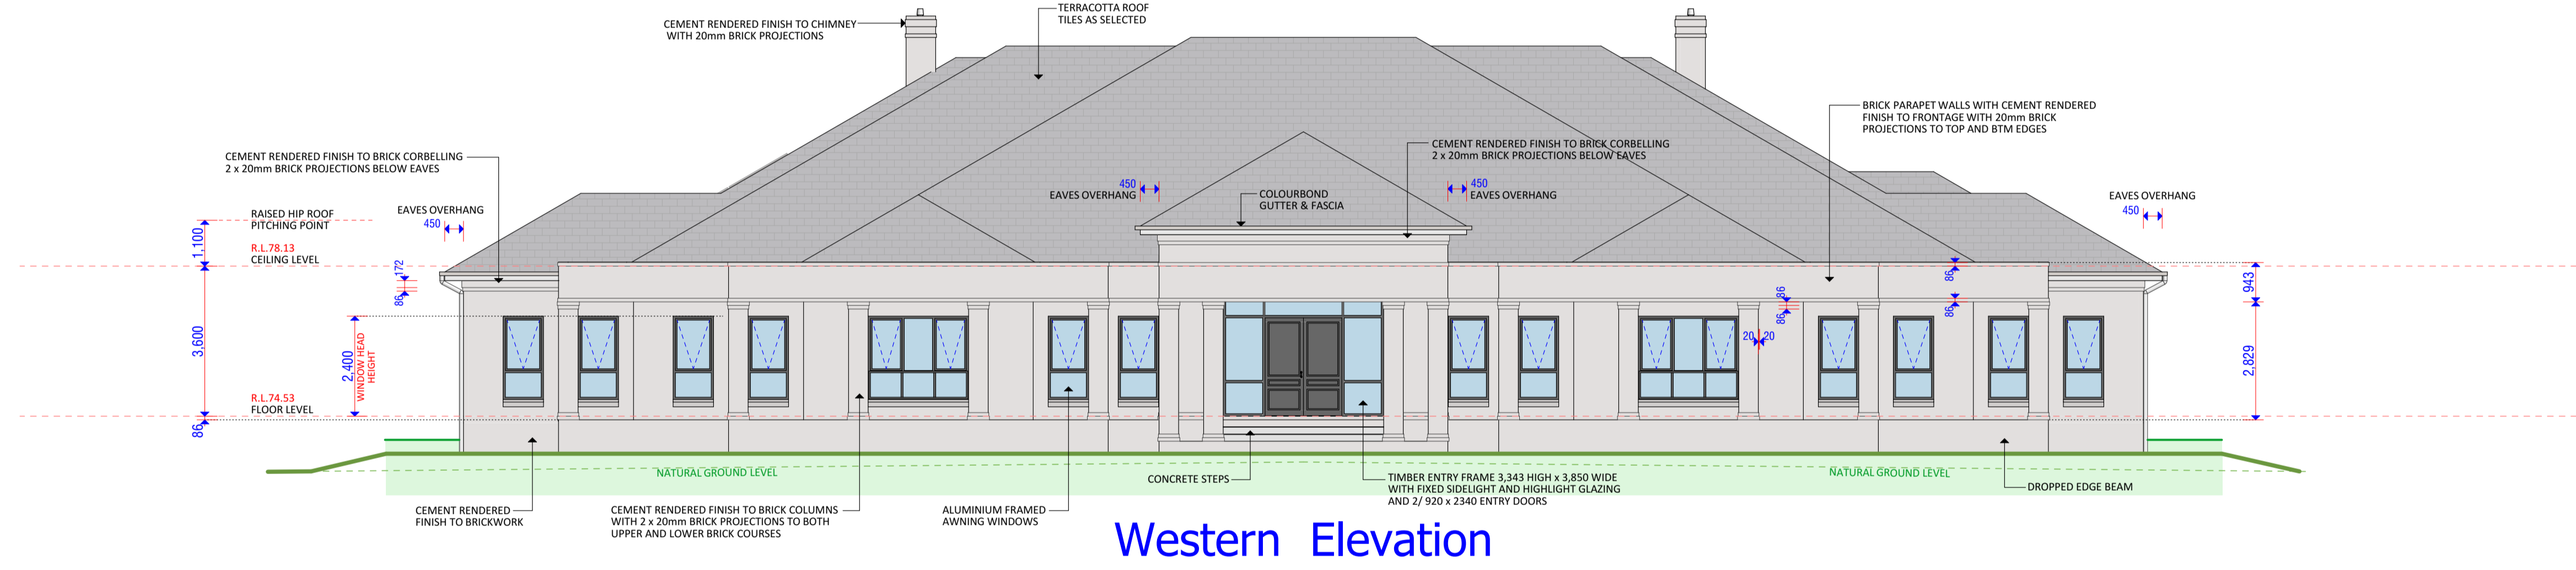 CEMENT RENDERED FINISH TO CHIMNEY
WITH 20mm BRICK PROJECTIONS
TERRACOTTA ROOF
TILES AS SELECTED
BRICK PARAPET WALLS WITH CEMENT RENDERED
FINISH TO FRONTAGE WITH 20mm BRICK
PROJECTIONS TO TOP AND BTM EDGES
CEMENT RENDERED FINISH TO BRICK CORBELLING
2 x 20mm BRICK PROJECTIONS BELOW EAVES
CEMENT RENDERED FINISH TO BRICK CORBELLING
2 x 20mm BRICK PROJECTIONS BELOW EAVES
450
EAVES OVERHANG
450
EAVES OVERHANG
COLOURBOND
GUTTER & FASCIA
EAVES OVERHANG
450
EAVES OVERHANG
450
RAISED HIP ROOF
PITCHING POINT
1,100
R.L.78.13
CEILING LEVEL
172
86
86
943
86
86
86
20
20
3,600
2,400
WINDOW HEAD
HEIGHT
2,829
R.L.74.53
FLOOR LEVEL
86
NATURAL GROUND LEVEL
NATURAL GROUND LEVEL
CONCRETE STEPS
TIMBER ENTRY FRAME 3,343 HIGH x 3,850 WIDE
WITH FIXED SIDELIGHT AND HIGHLIGHT GLAZING
AND 2/ 920 x 2340 ENTRY DOORS
DROPPED EDGE BEAM
CEMENT RENDERED
FINISH TO BRICKWORK
CEMENT RENDERED FINISH TO BRICK COLUMNS
WITH 2 x 20mm BRICK PROJECTIONS TO BOTH
UPPER AND LOWER BRICK COURSES
ALUMINIUM FRAMED
AWNING WINDOWS
Western Elevation